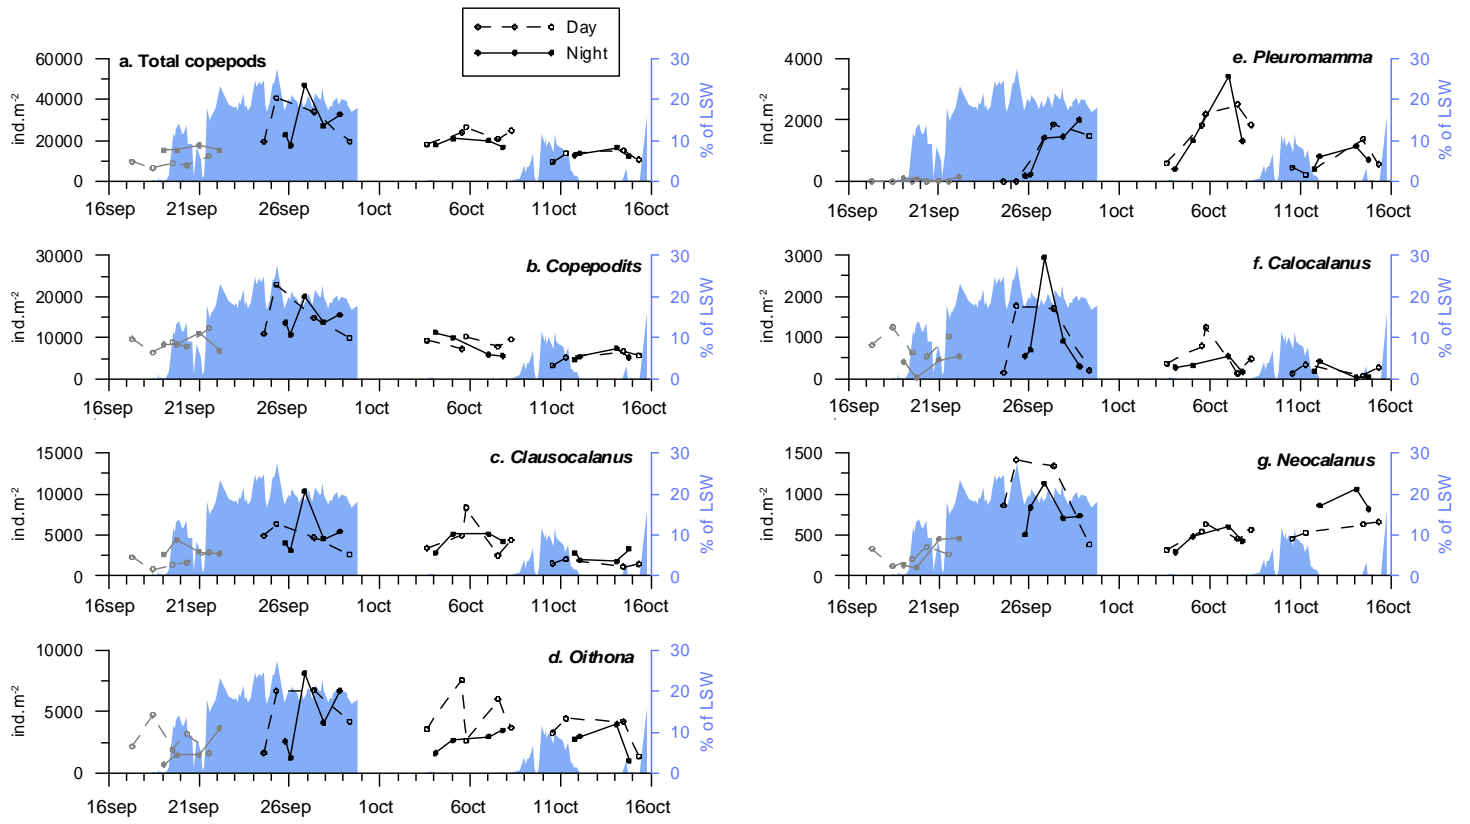 Day
Night
a. Total copepods
60000
40000
20000
0
ind.m-2
30
20
10
0
% of LSW
16sep 21sep 26sep 1oct 6oct 11oct 16oct
e. Pleuromamma
4000
2000
0
ind.m-2
30
20
10
0
% of LSW
16sep 21sep 26sep 1oct 6oct 11oct 16oct
b. Copepodits
30000
20000
10000
0
ind.m-2
30
20
10
0
% of LSW
16sep 21sep 26sep 1oct 6oct 11oct 16oct
f. Calocalanus
3000
2000
1000
0
ind.m-2
30
20
10
0
% of LSW
16sep 21sep 26sep 1oct 6oct 11oct 16oct
c. Clausocalanus
15000
10000
5000
0
ind.m-2
30
20
10
0
% of LSW
16sep 21sep 26sep 1oct 6oct 11oct 16oct
g. Neocalanus
1500
1000
500
0
ind.m-2
30
20
10
0
% of LSW
16sep 21sep 26sep 1oct 6oct 11oct 16oct
d. Oithona
10000
5000
0
ind.m-2
30
20
10
0
% of LSW
16sep 21sep 26sep 1oct 6oct 11oct 16oct